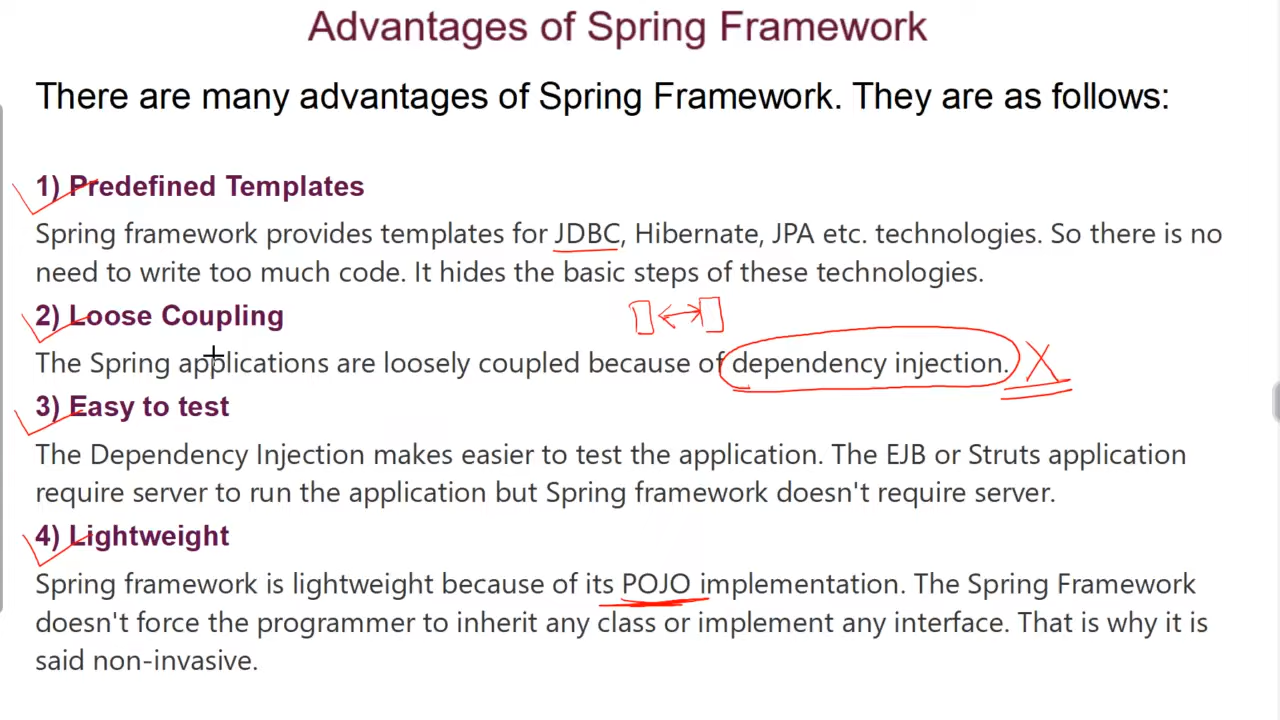 Advantages of Spring Framework
There are many advantages of Spring Framework. They are as follows:
1) Predefined Templates
Spring framework provides templates for JDBC, Hibernate, JPA etc. technologies. So there is no
need to write too much code. It hides the basic steps of these technologies.
2) Loose Coupling
The Spring applications are loosely coupled because of dependency injection. X
3) Easy to test
The Dependency Injection makes easier to test the application. The EJB or Struts application
require server to run the application but Spring framework doesn't require server.
4) Lightweight
Spring framework is lightweight because of its POJO implementation. The Spring Framework
doesn't force the programmer to inherit any class or implement any interface. That is why it is
said non-invasive.